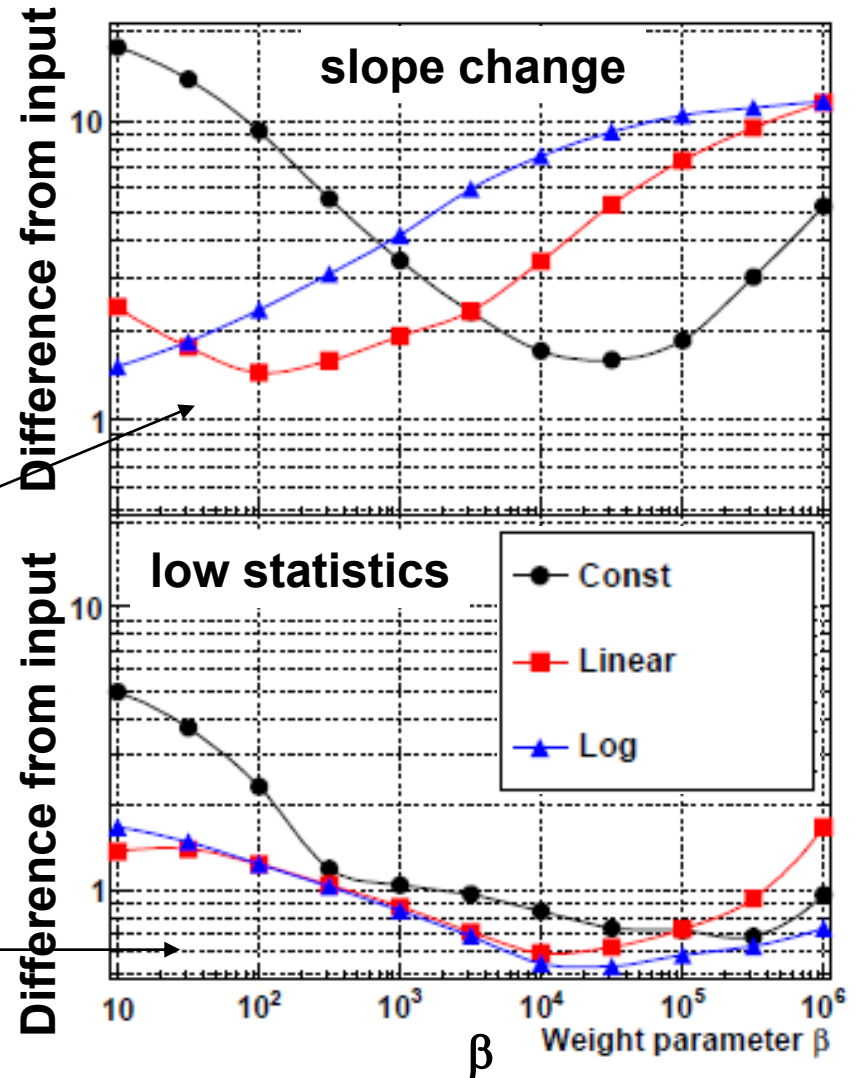 Difference from input
slope change
10
1
Difference from input
low statistics
10
1
Const
Linear
Log
10 10² 10³ 10⁴ 10⁵ 10⁶
β Weight parameter β